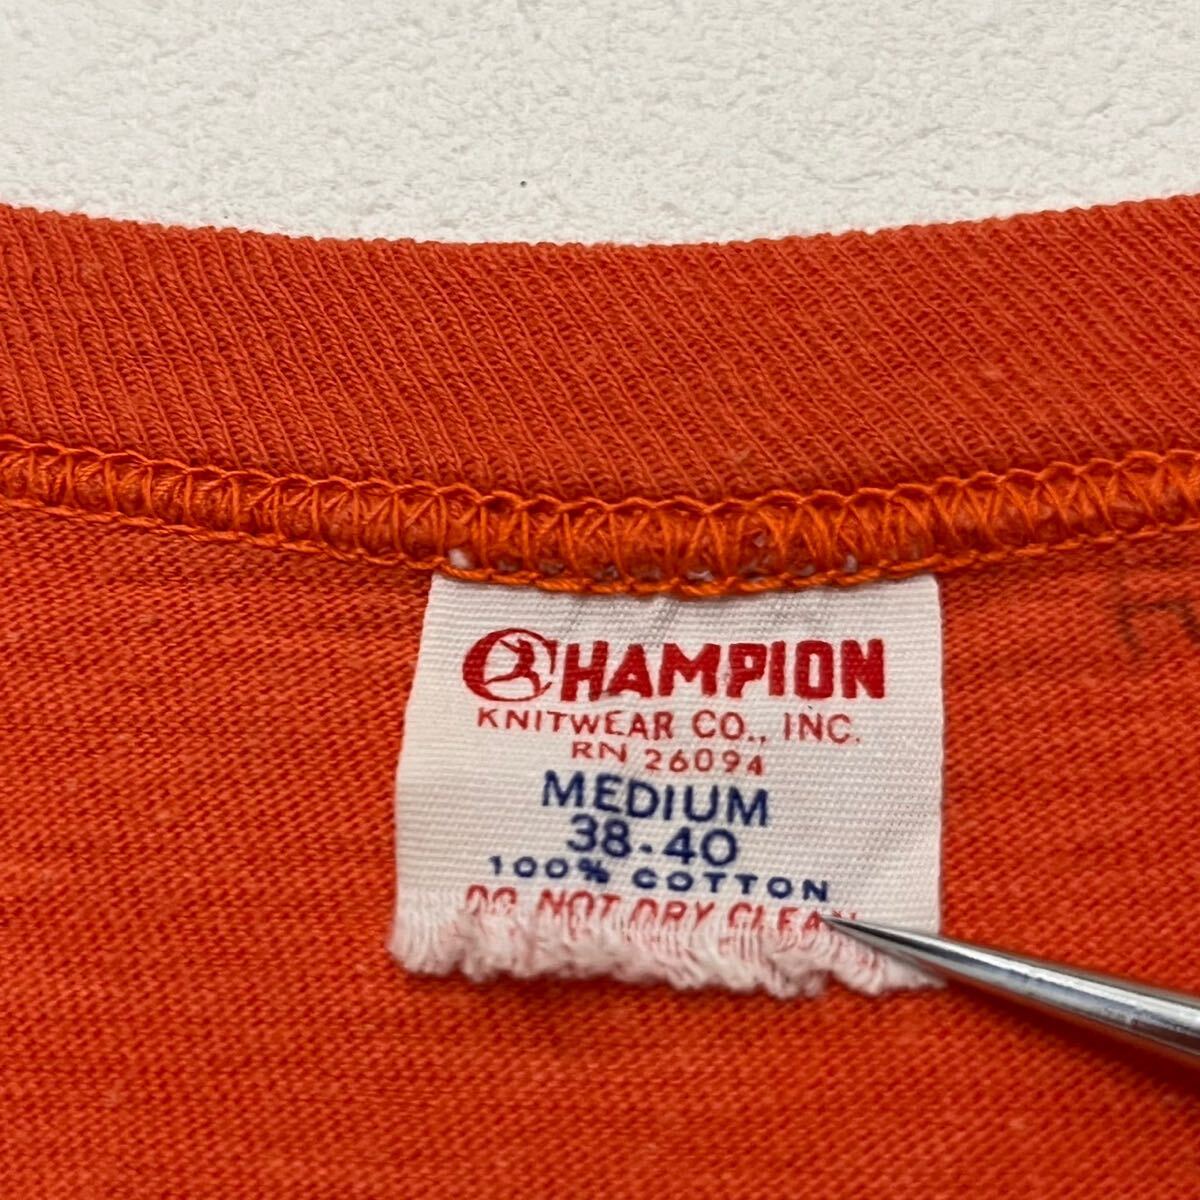 CHAMPION
KNITWEAR CO., INC.
RN 26094
MEDIUM
38-40
100% COTTON
DO NOT DRY CLEAN